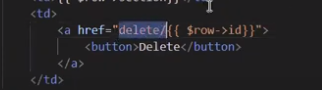 <td>
<a href="delete/{{ $row->id}}">
<button>Delete</button>
</a>
</td>